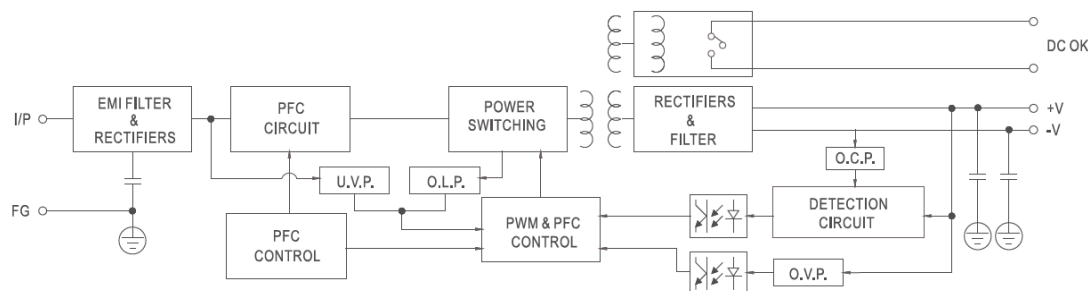 DC OK
I/P
EMI FILTER
&
RECTIFIERS
PFC
CIRCUIT
POWER
SWITCHING
RECTIFIERS
&
FILTER
+V
-V
U.V.P.
O.L.P.
O.C.P.
FG
PFC
CONTROL
PWM & PFC
CONTROL
DETECTION
CIRCUIT
O.V.P.